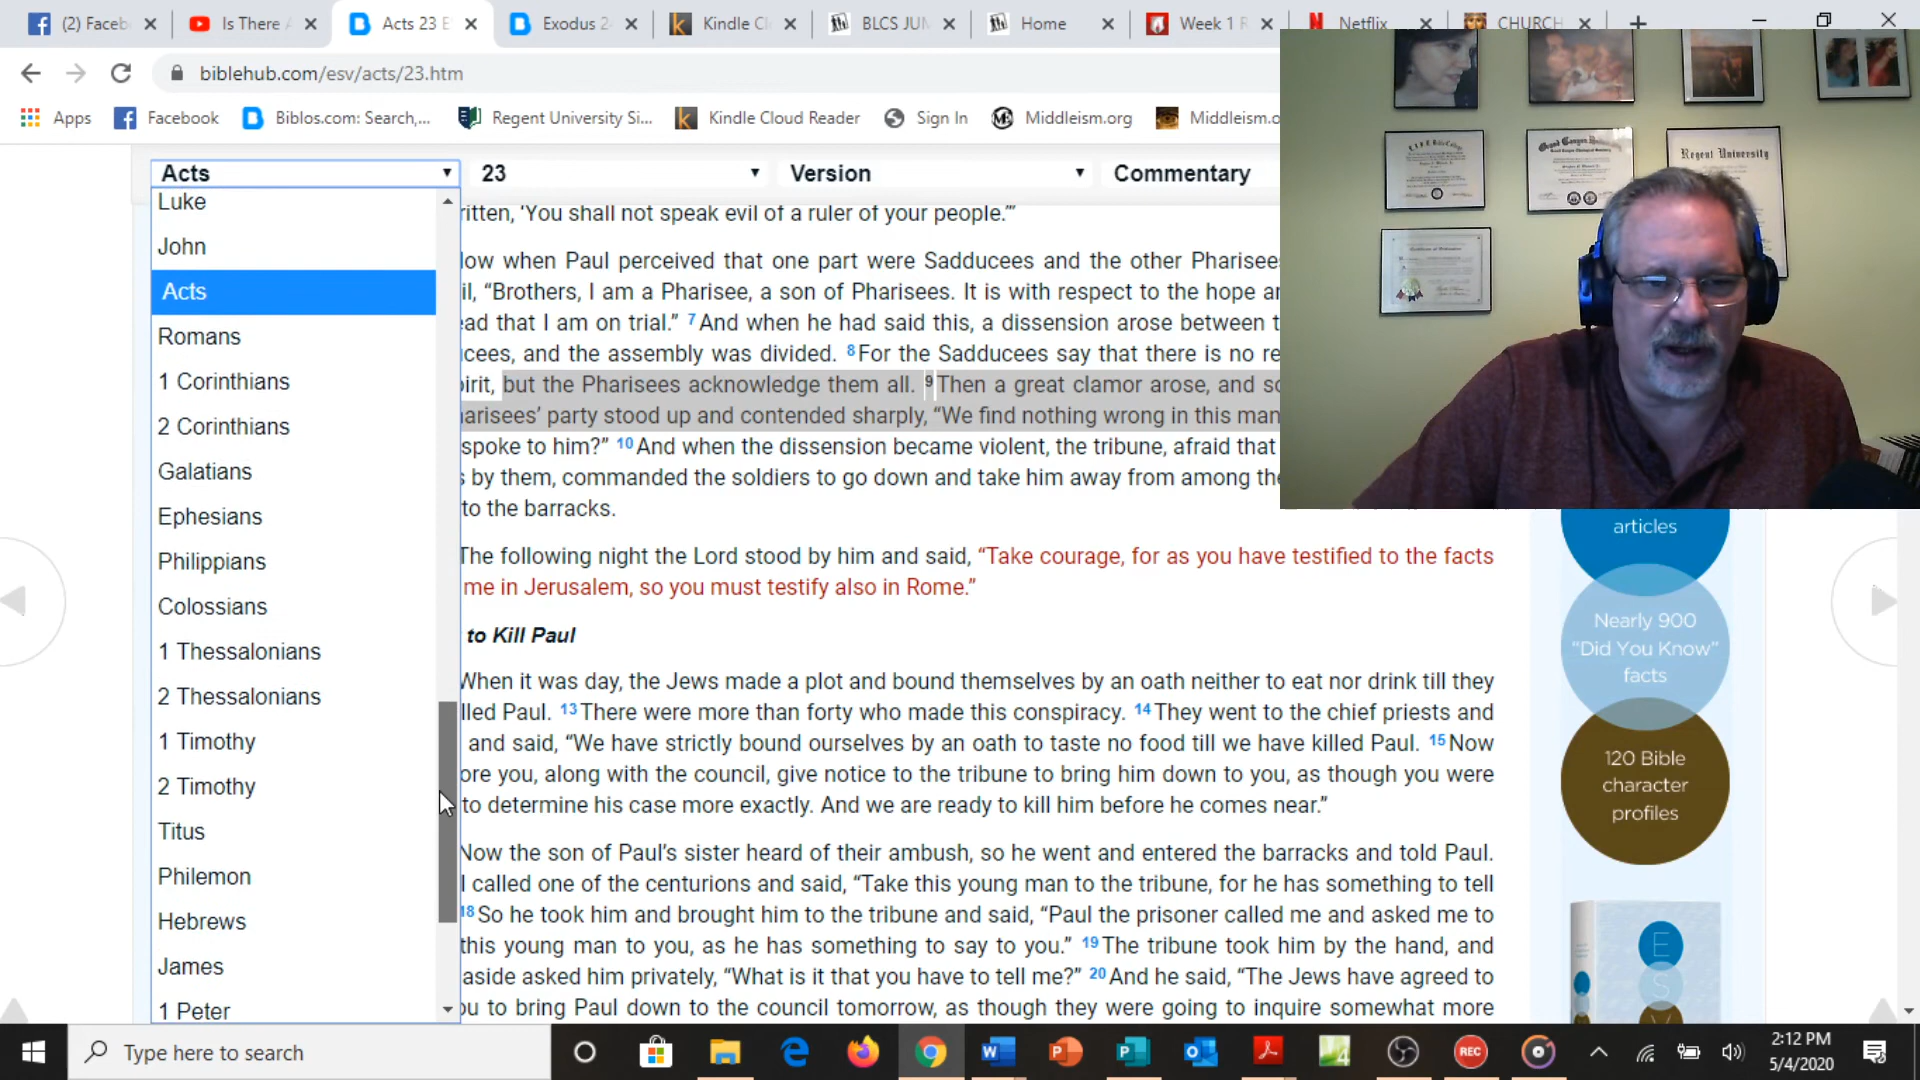 (2) Faceb
Is There
Acts 23 E
Exodus 2
Kindle Cl
BLCS JUN
Home
Week 1 R
Netflix
CHURCH
biblehub.com/esv/acts/23.htm
Apps
Facebook
Biblos.com: Search,...
Regent University Si...
Kindle Cloud Reader
Sign In
Middleism.org
Middleism.o
Regent University
Acts
23
Version
Commentary
Luke
John
Acts
Romans
1 Corinthians
2 Corinthians
Galatians
Ephesians
Philippians
Colossians
1 Thessalonians
2 Thessalonians
1 Timothy
2 Timothy
Titus
Philemon
Hebrews
James
1 Peter
ritten, ‘You shall not speak evil of a ruler of your people.’”
low when Paul perceived that one part were Sadducees and the other Pharisees
il, “Brothers, I am a Pharisee, a son of Pharisees. It is with respect to the hope an
ead that I am on trial.” 7 And when he had said this, a dissension arose between t
ucees, and the assembly was divided. 8 For the Sadducees say that there is no re
pirit, but the Pharisees acknowledge them all. 9 Then a great clamor arose, and so
harisees’ party stood up and contended sharply, “We find nothing wrong in this man
spoke to him?” 10 And when the dissension became violent, the tribune, afraid that
s by them, commanded the soldiers to go down and take him away from among the
to the barracks.
The following night the Lord stood by him and said, “Take courage, for as you have testified to the facts
me in Jerusalem, so you must testify also in Rome.”
to Kill Paul
When it was day, the Jews made a plot and bound themselves by an oath neither to eat nor drink till they
lled Paul. 13 There were more than forty who made this conspiracy. 14 They went to the chief priests and
and said, “We have strictly bound ourselves by an oath to taste no food till we have killed Paul. 15 Now
ore you, along with the council, give notice to the tribune to bring him down to you, as though you were
to determine his case more exactly. And we are ready to kill him before he comes near.”
Now the son of Paul’s sister heard of their ambush, so he went and entered the barracks and told Paul.
l called one of the centurions and said, “Take this young man to the tribune, for he has something to tell
18 So he took him and brought him to the tribune and said, “Paul the prisoner called me and asked me to
this young man to you, as he has something to say to you.” 19 The tribune took him by the hand, and
aside asked him privately, “What is it that you have to tell me?” 20 And he said, “The Jews have agreed to
ou to bring Paul down to the council tomorrow, as though they were going to inquire somewhat more
articles
Nearly 900
“Did You Know”
facts
120 Bible
character
profiles
E
S
V
Type here to search
REC
2:12 PM
5/4/2020